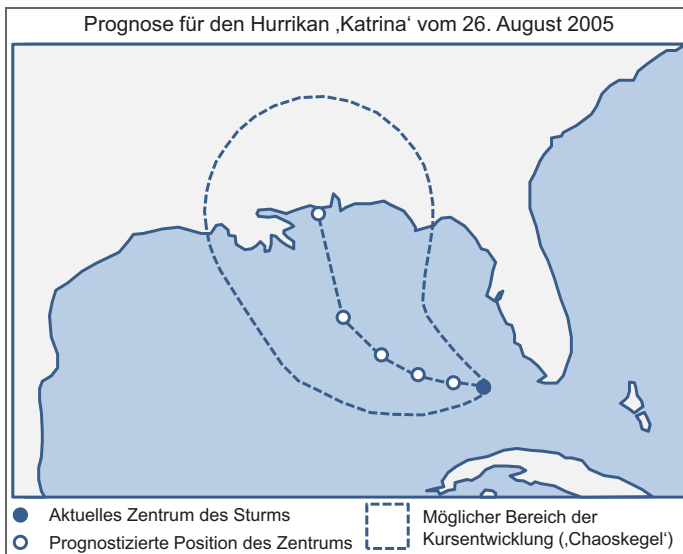 Prognose für den Hurrikan ‚Katrina‘ vom 26. August 2005
Aktuelles Zentrum des Sturms
Prognostizierte Position des Zentrums
Möglicher Bereich der
Kursentwicklung (‚Chaoskegel‘)